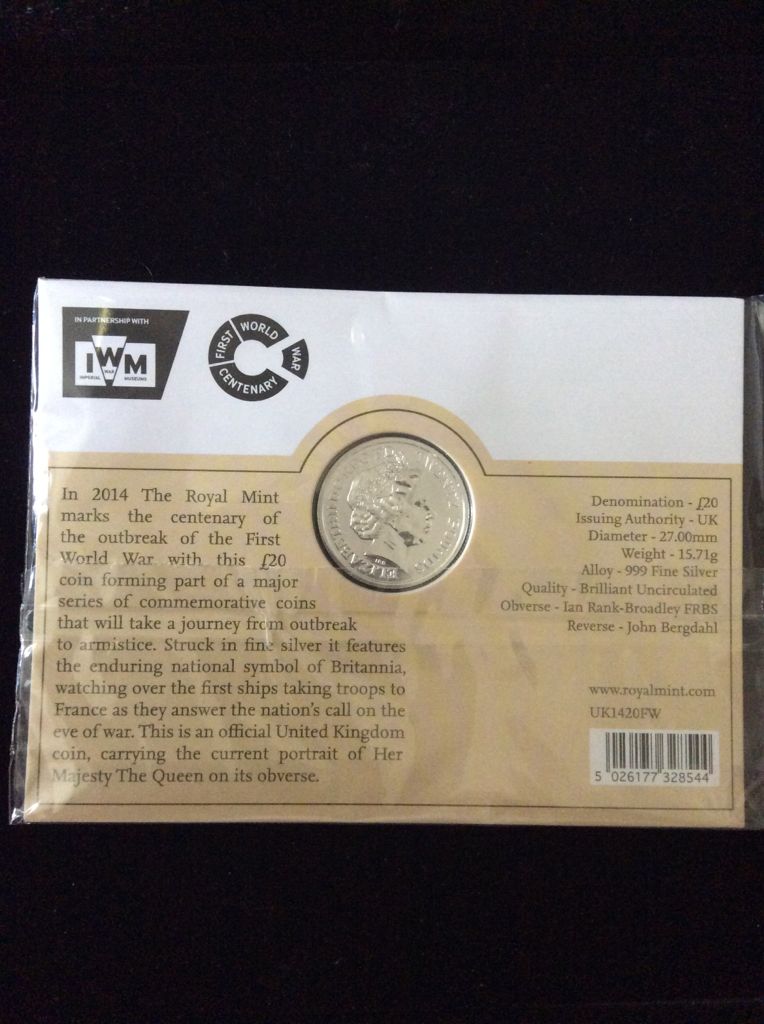 IN PARTNERSHIP WITH
IWM
IMPERIAL WAR MUSEUMS
FIRST WORLD WAR CENTENARY
In 2014 The Royal Mint
marks the centenary of
the outbreak of the First
World War with this £20
coin forming part of a major
series of commemorative coins
that will take a journey from outbreak
to armistice. Struck in fine silver it features
the enduring national symbol of Britannia,
watching over the first ships taking troops to
France as they answer the nation's call on the
eve of war. This is an official United Kingdom
coin, carrying the current portrait of Her
Majesty The Queen on its obverse.
TWENTY POUNDS
Denomination - £20
Issuing Authority - UK
Diameter - 27.00mm
Weight - 15.71g
Alloy - 999 Fine Silver
Quality - Brilliant Uncirculated
Obverse - Ian Rank-Broadley FRBS
Reverse - John Bergdahl
www.royalmint.com
UK1420FW
5 026177 328544